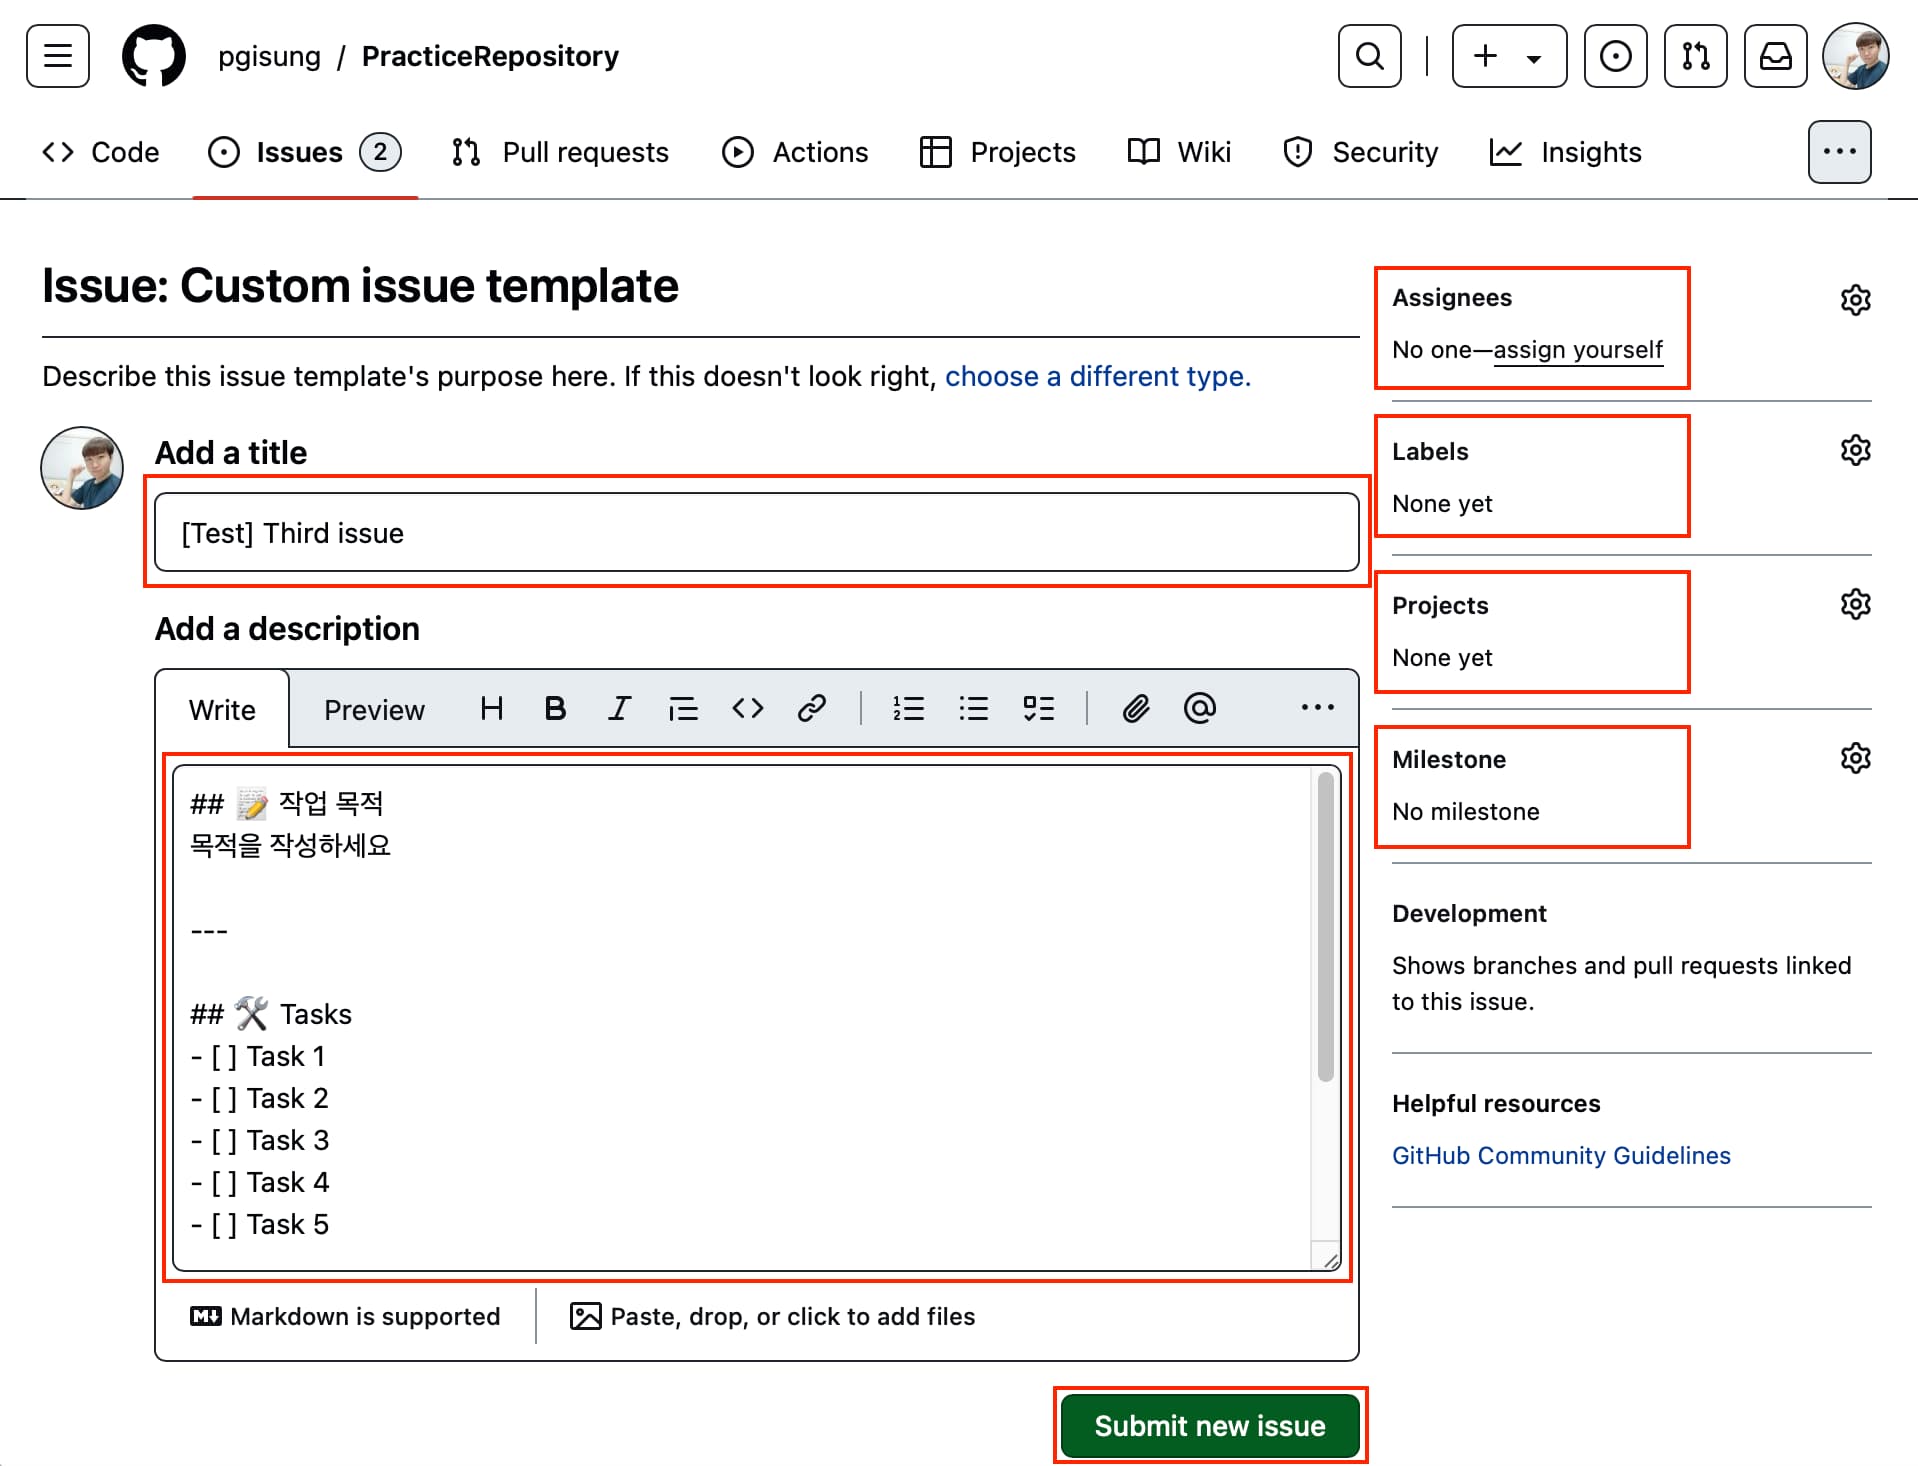 pgisung / PracticeRepository
Code Issues 2 Pull requests Actions Projects Wiki Security Insights
Issue: Custom issue template
Describe this issue template's purpose here. If this doesn't look right, choose a different type.
Add a title
[Test] Third issue
Add a description
Write Preview
## 📝 작업 목적
목적을 작성하세요
---
## 🛠️ Tasks
- [ ] Task 1
- [ ] Task 2
- [ ] Task 3
- [ ] Task 4
- [ ] Task 5
Markdown is supported
Paste, drop, or click to add files
Submit new issue
Assignees
No one—assign yourself
Labels
None yet
Projects
None yet
Milestone
No milestone
Development
Shows branches and pull requests linked
to this issue.
Helpful resources
GitHub Community Guidelines